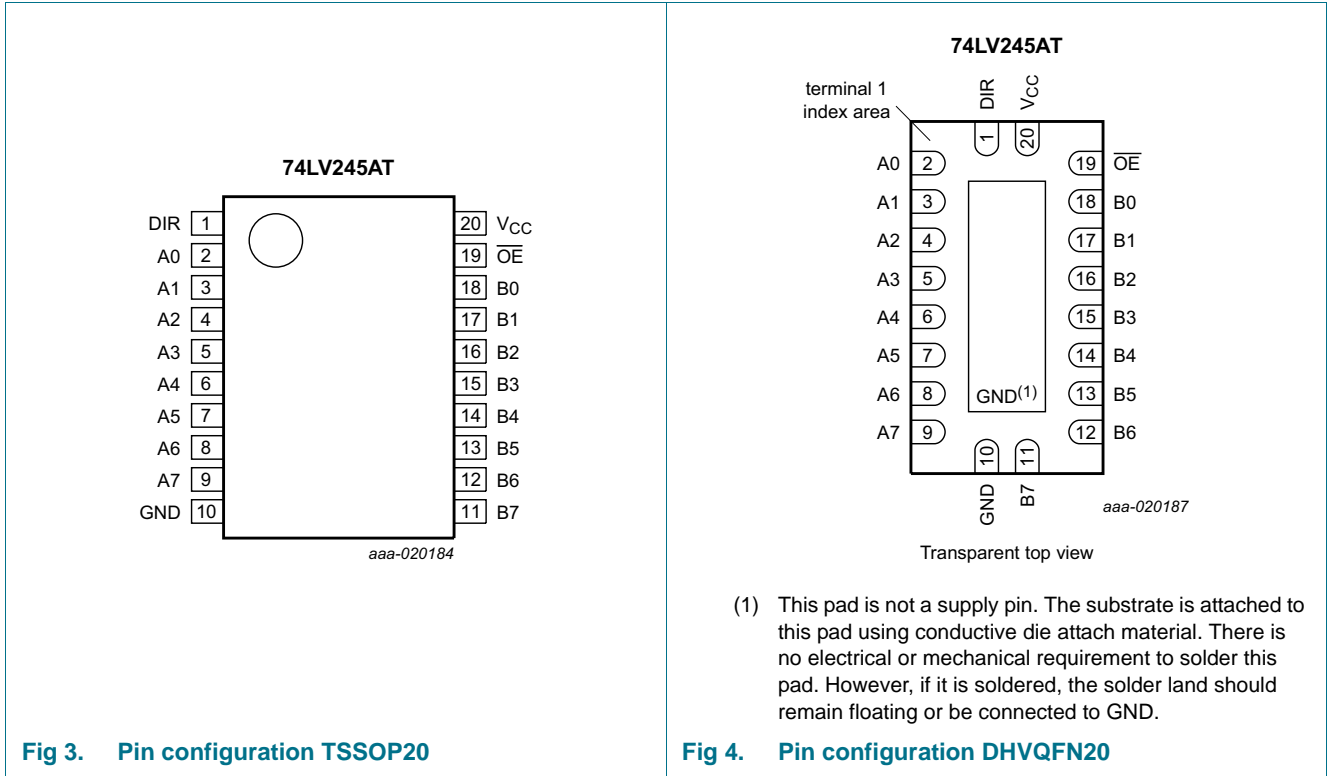 74LV245AT
DIR 1
A0 2
A1 3
A2 4
A3 5
A4 6
A5 7
A6 8
A7 9
GND 10
20 VCC
19 OE
18 B0
17 B1
16 B2
15 B3
14 B4
13 B5
12 B6
11 B7
aaa-020184
Fig 3. Pin configuration TSSOP20
74LV245AT
terminal 1
index area
DIR
VCC
1
20
A0 2
A1 3
A2 4
A3 5
A4 6
A5 7
A6 8
A7 9
19 OE
18 B0
17 B1
16 B2
15 B3
14 B4
13 B5
12 B6
GND(1)
10
11
GND
B7
aaa-020187
Transparent top view
(1) This pad is not a supply pin. The substrate is attached to
this pad using conductive die attach material. There is
no electrical or mechanical requirement to solder this
pad. However, if it is soldered, the solder land should
remain floating or be connected to GND.
Fig 4. Pin configuration DHVQFN20